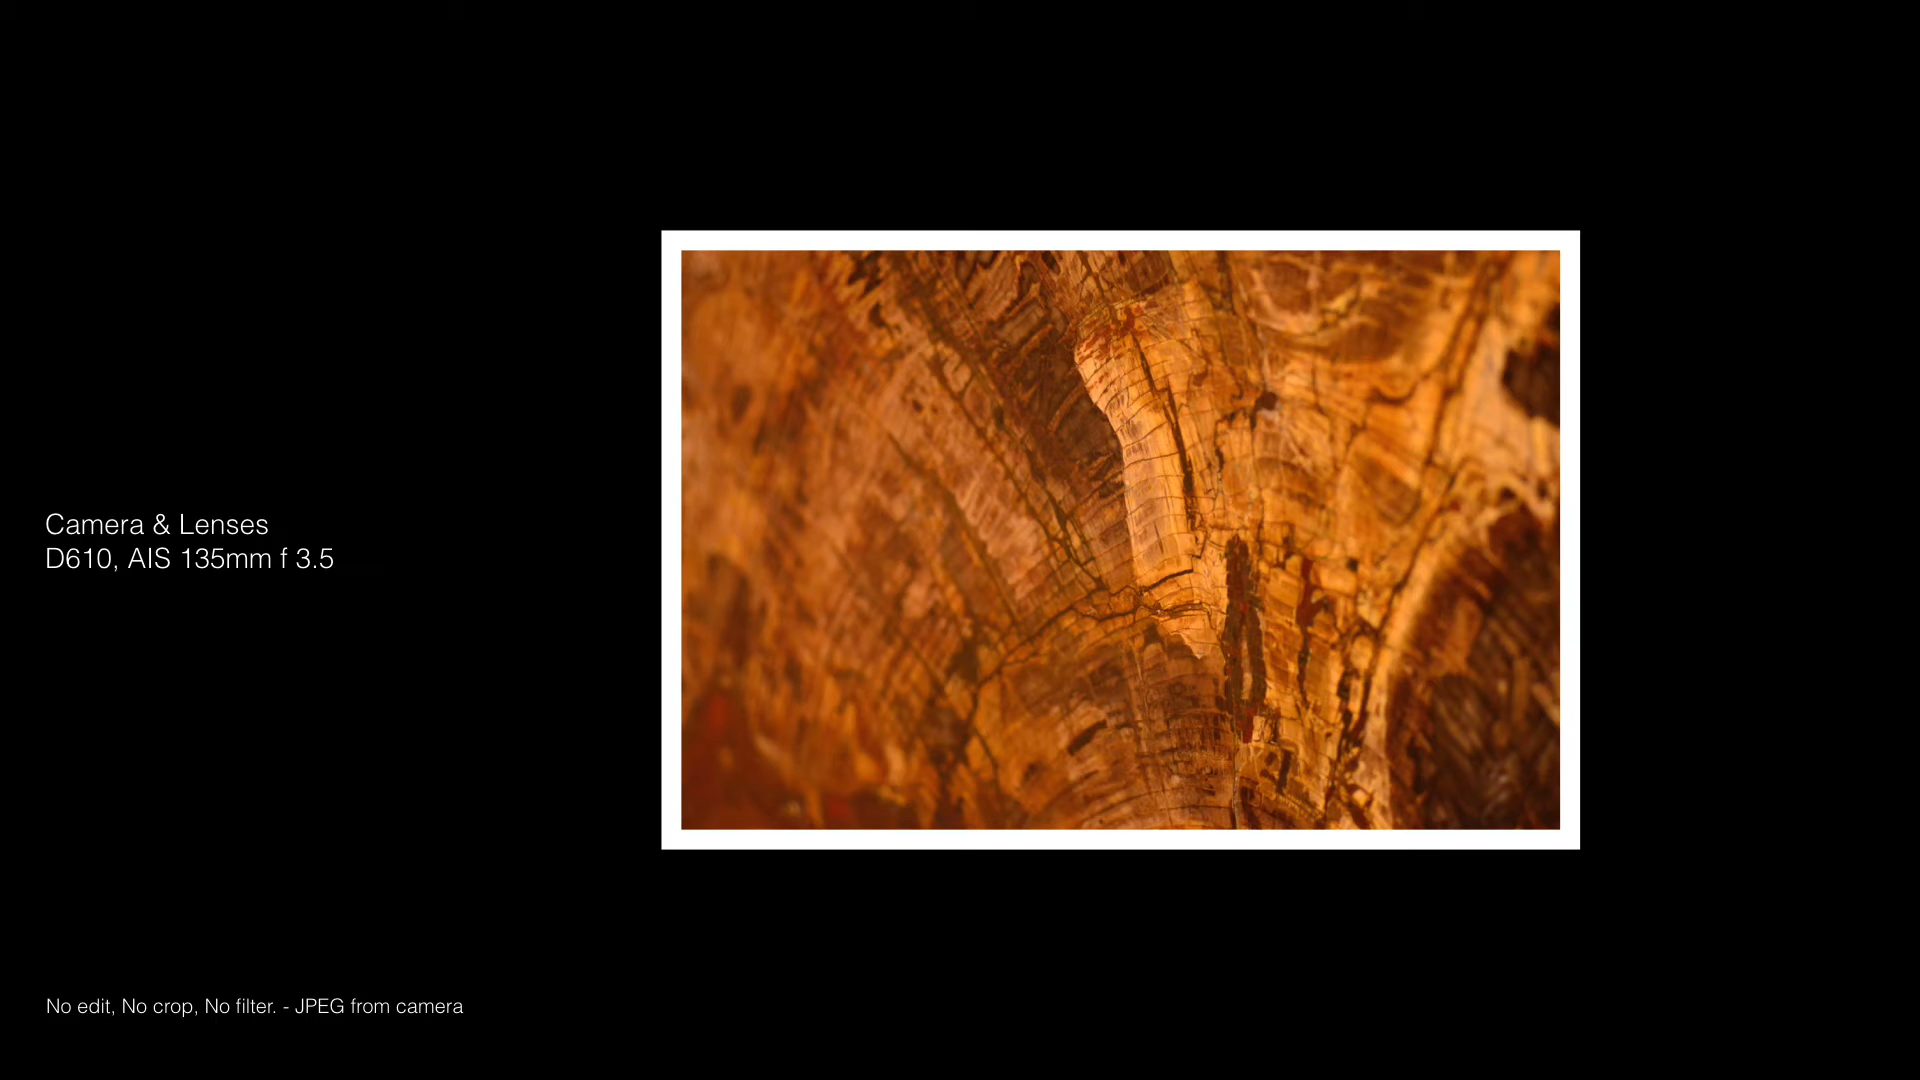 Camera & Lenses
D610, AIS 135mm f 3.5
No edit, No crop, No filter. - JPEG from camera